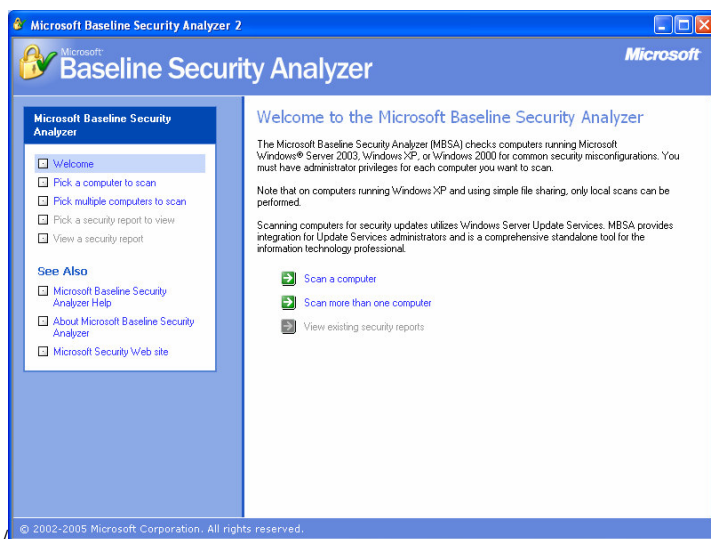 Microsoft Baseline Security Analyzer 2
Microsoft
Baseline Security Analyzer
Microsoft
Microsoft Baseline Security
Analyzer
Welcome
Pick a computer to scan
Pick multiple computers to scan
Pick a security report to view
View a security report
See Also
Microsoft Baseline Security
Analyzer Help
About Microsoft Baseline Security
Analyzer
Microsoft Security Web site
Welcome to the Microsoft Baseline Security Analyzer
The Microsoft Baseline Security Analyzer (MBSA) checks computers running Microsoft
Windows® Server 2003, Windows XP, or Windows 2000 for common security misconfigurations. You
must have administrator privileges for each computer you want to scan.
Note that on computers running Windows XP and using simple file sharing, only local scans can be
performed.
Scanning computers for security updates utilizes Windows Server Update Services. MBSA provides
integration for Update Services administrators and is a comprehensive standalone tool for the
information technology professional.
Scan a computer
Scan more than one computer
View existing security reports
/
© 2002-2005 Microsoft Corporation. All rights reserved.